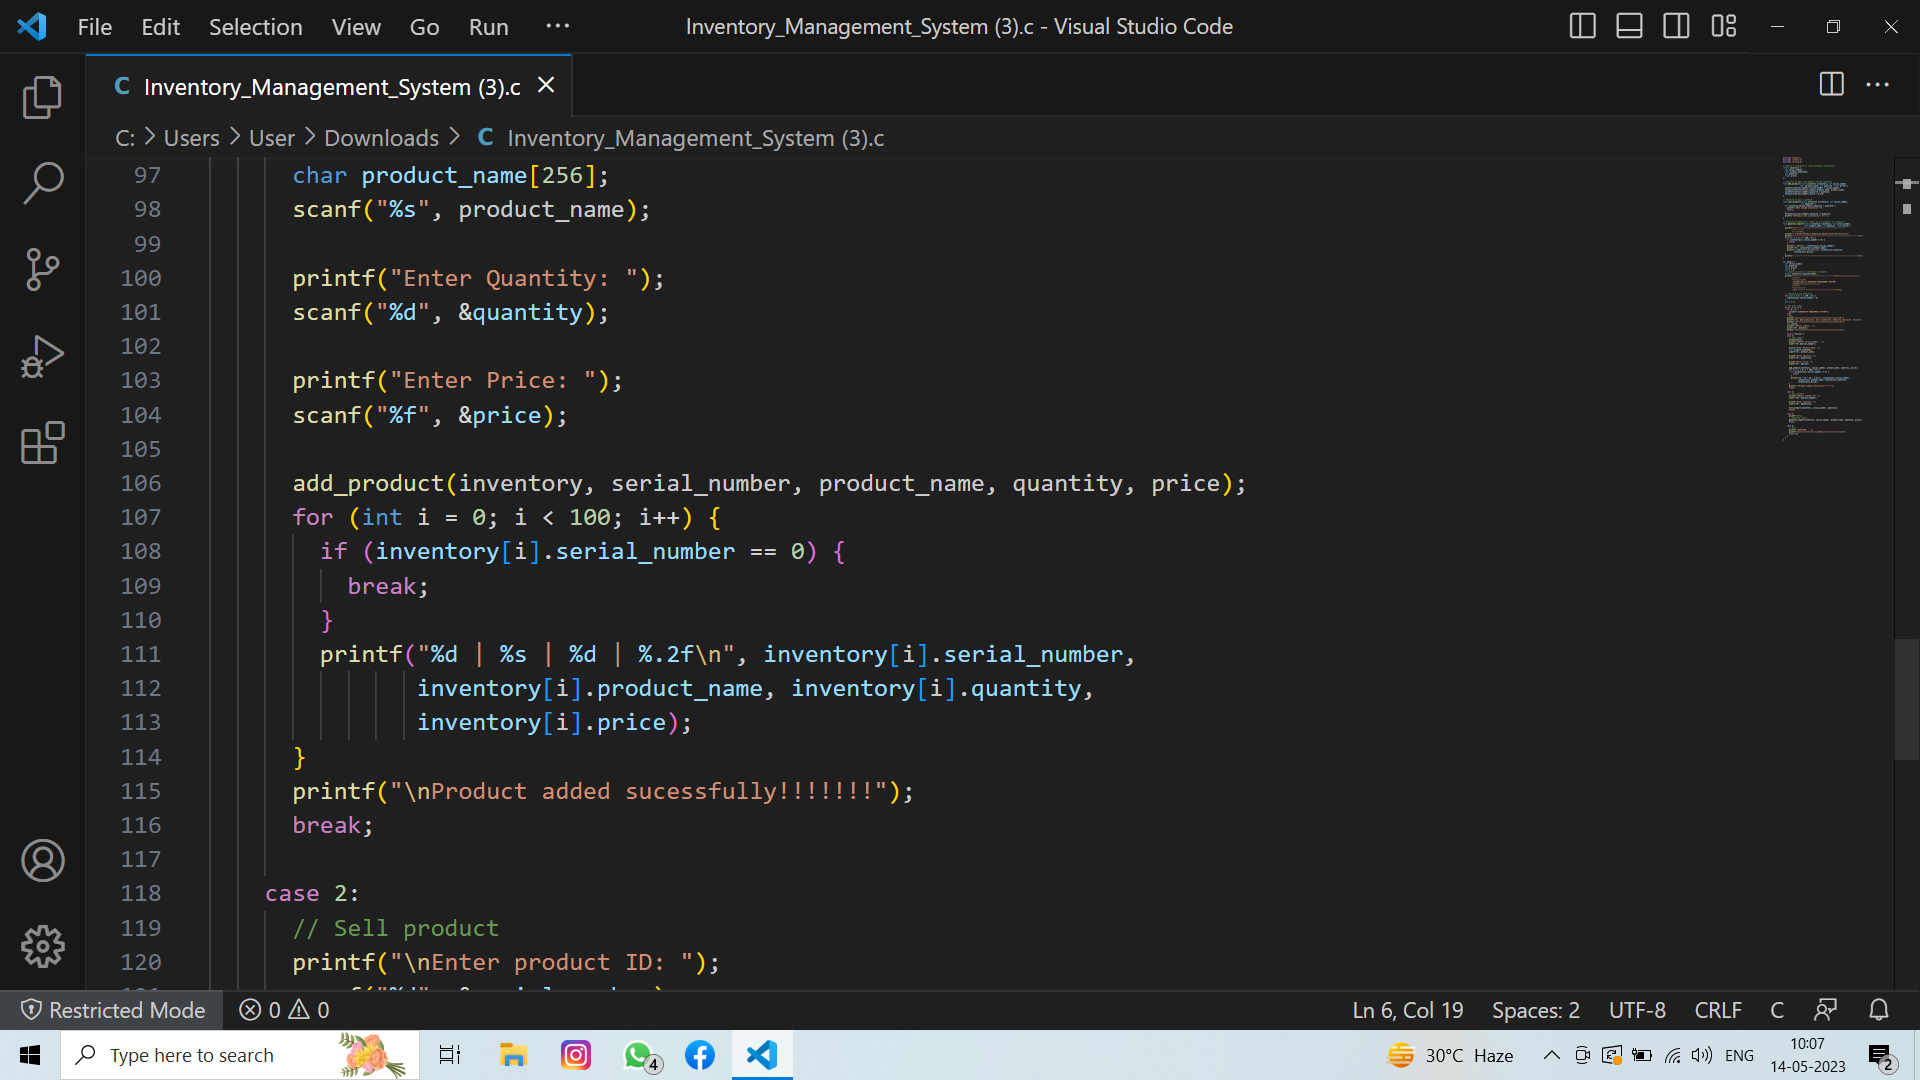 File Edit Selection View Go Run ··· Inventory_Management_System (3).c - Visual Studio Code
C Inventory_Management_System (3).c
C: > Users > User > Downloads > C Inventory_Management_System (3).c
97 char product_name[256];
98 scanf("%s", product_name);
99
100 printf("Enter Quantity: ");
101 scanf("%d", &quantity);
102
103 printf("Enter Price: ");
104 scanf("%f", &price);
105
106 add_product(inventory, serial_number, product_name, quantity, price);
107 for (int i = 0; i < 100; i++) {
108 if (inventory[i].serial_number == 0) {
109 break;
110 }
111 printf("%d | %s | %d | %.2f\n", inventory[i].serial_number,
112 inventory[i].product_name, inventory[i].quantity,
113 inventory[i].price);
114 }
115 printf("\nProduct added sucessfully!!!!!!!");
116 break;
117
118 case 2:
119 // Sell product
120 printf("\nEnter product ID: ");
Restricted Mode 0 0 Ln 6, Col 19 Spaces: 2 UTF-8 CRLF C
Type here to search 4 30°C Haze ENG 10:07
14-05-2023 2